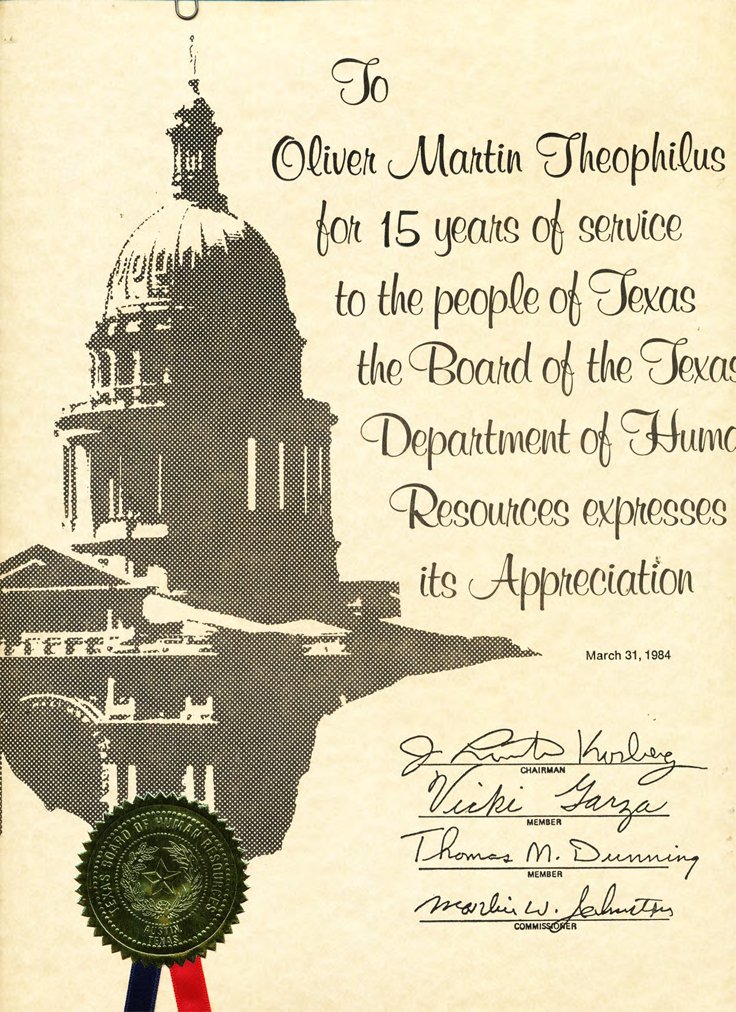 To
Oliver Martin Theophilus
for 15 years of service
to the people of Texas
the Board of the Texas
Department of Huma
Resources expresses
its Appreciation
March 31, 1984
CHAIRMAN
Vicki Garza
MEMBER
Thomas M. Dunning
MEMBER
Marlin W. Johnston
COMMISSIONER
TEXAS BOARD OF HUMAN RESOURCES
AUSTIN
TEXAS